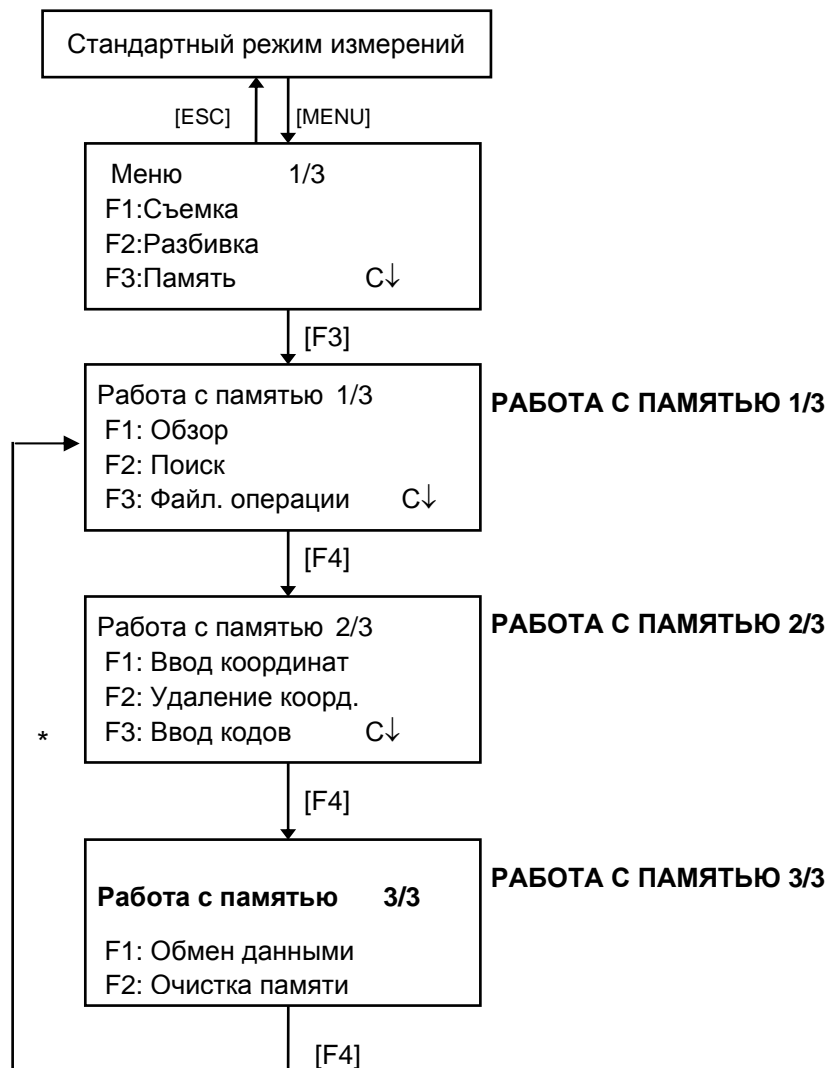 Стандартный режим измерений
[ESC] [MENU]
Меню 1/3
F1:Съемка
F2:Разбивка
F3:Память С↓
[F3]
Работа с памятью 1/3 РАБОТА С ПАМЯТЬЮ 1/3
F1: Обзор
F2: Поиск
F3: Файл. операции С↓
[F4]
Работа с памятью 2/3 РАБОТА С ПАМЯТЬЮ 2/3
F1: Ввод координат
F2: Удаление коорд.
F3: Ввод кодов С↓
*
[F4]
Работа с памятью 3/3 РАБОТА С ПАМЯТЬЮ 3/3
F1: Обмен данными
F2: Очистка памяти
[F4]